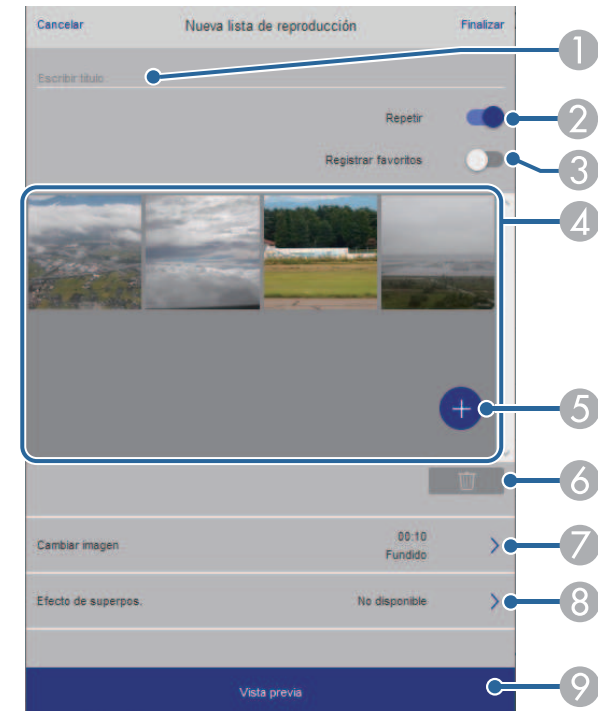 Cancelar Nueva lista de reproducción Finalizar
Escribir título
1
Repetir
2
Registrar favoritos
3
4
5
6
Cambiar imagen
00:10
Fundido
7
Efecto de superpos. No disponible
8
Vista previa
9